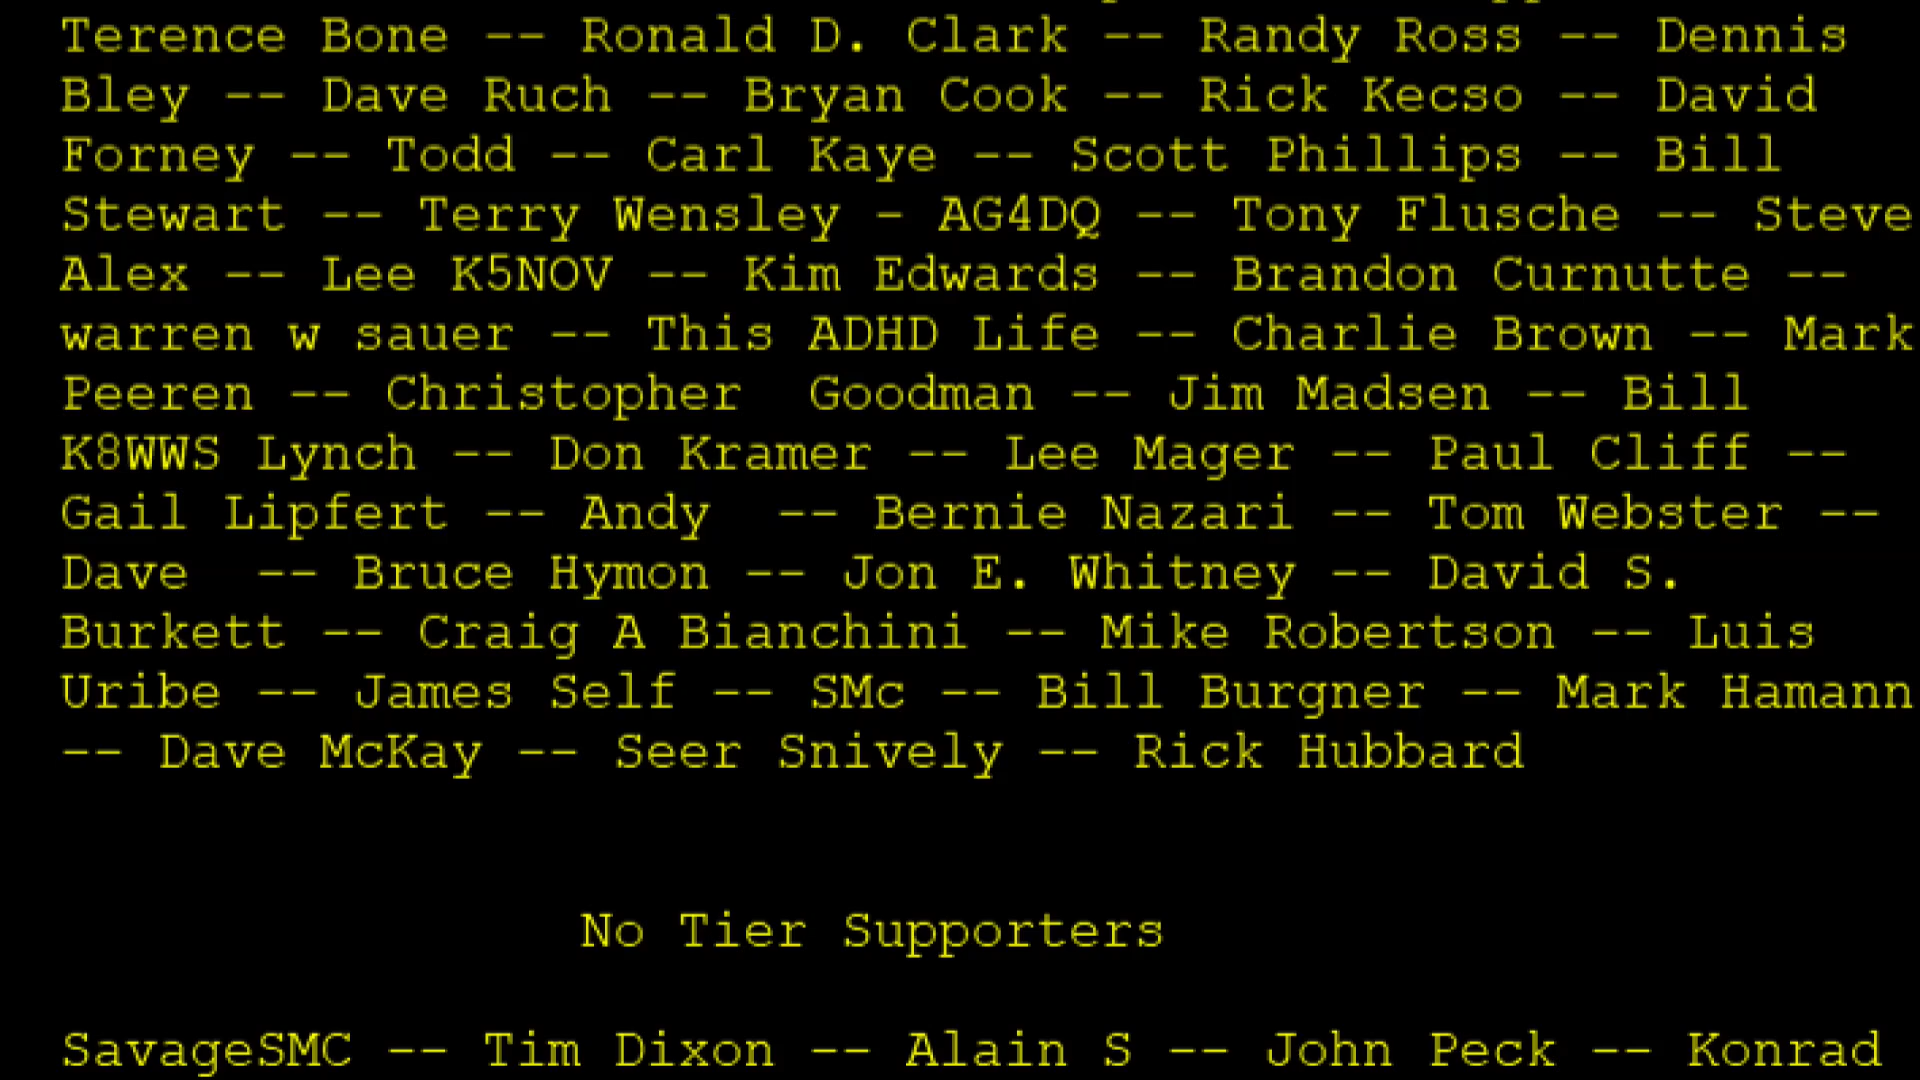 Terence Bone -- Ronald D. Clark -- Randy Ross -- Dennis
Bley -- Dave Ruch -- Bryan Cook -- Rick Kecso -- David
Forney -- Todd -- Carl Kaye -- Scott Phillips -- Bill
Stewart -- Terry Wensley - AG4DQ -- Tony Flusche -- Steve
Alex -- Lee K5NOV -- Kim Edwards -- Brandon Curnutte --
warren w sauer -- This ADHD Life -- Charlie Brown -- Mark
Peeren -- Christopher  Goodman -- Jim Madsen -- Bill
K8WWS Lynch -- Don Kramer -- Lee Mager -- Paul Cliff --
Gail Lipfert -- Andy  -- Bernie Nazari -- Tom Webster --
Dave  -- Bruce Hymon -- Jon E. Whitney -- David S.
Burkett -- Craig A Bianchini -- Mike Robertson -- Luis
Uribe -- James Self -- SMc -- Bill Burgner -- Mark Hamann
-- Dave McKay -- Seer Snively -- Rick Hubbard
No Tier Supporters
SavageSMC -- Tim Dixon -- Alain S -- John Peck -- Konrad